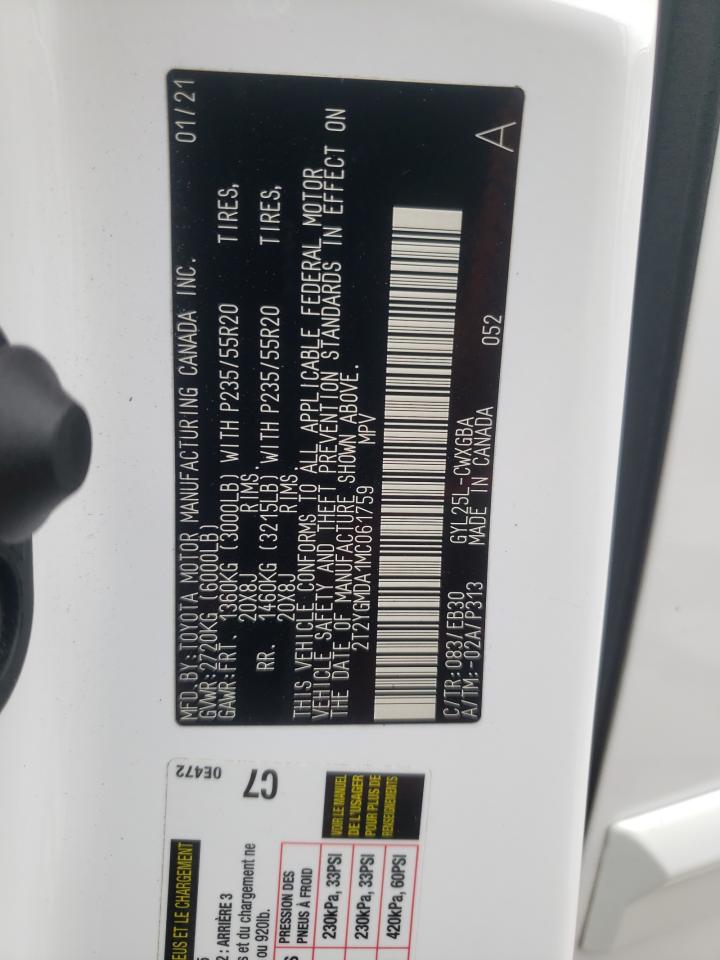 MFD. BY:TOYOTA MOTOR MANUFACTURING CANADA INC. 01/21
GVWR:2720KG (6000LB)
GAWR:FRT. 1360KG (3000LB) WITH P235/55R20 TIRES,
20X8J RIMS.
RR. 1460KG (3215LB) WITH P235/55R20 TIRES,
20X8J RIMS.
THIS VEHICLE CONFORMS TO ALL APPLICABLE FEDERAL MOTOR
VEHICLE SAFETY AND THEFT PREVENTION STANDARDS IN EFFECT ON
THE DATE OF MANUFACTURE SHOWN ABOVE.
2T2YGMDA1MC061759 MPV
A
C/TR:083/EB30 GYL25L-CWXGBA 052
A/TM:-02A/P313 MADE IN CANADA
0E472
C7
EUS ET LE CHARGEMENT
2 : ARRIÈRE 3
s et du chargement ne
ou 920lb.
PRESSION DES
PNEUS À FROID
230kPa, 33PSI
230kPa, 33PSI
420kPa, 60PSI
VOIR LE MANUEL
DE L'USAGER
POUR PLUS DE
RENSEIGNEMENTS